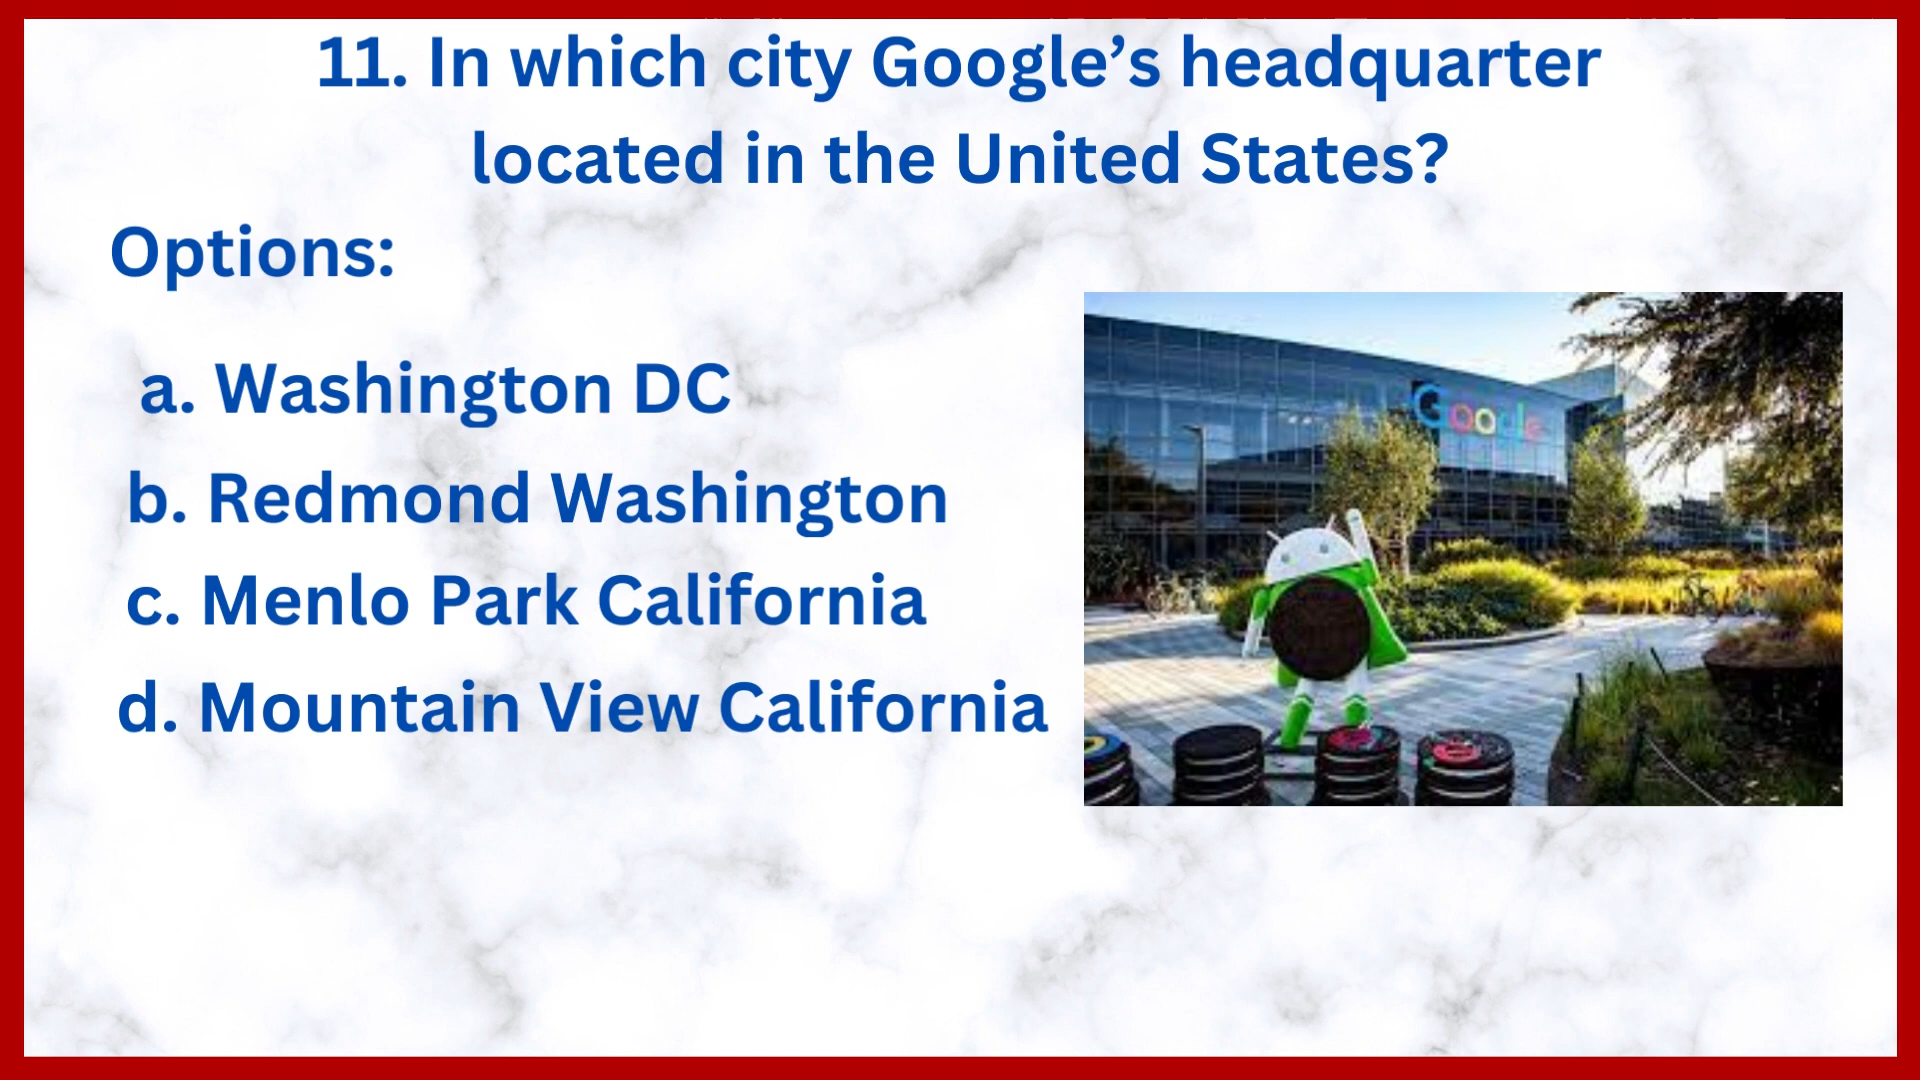 11. In which city Google’s headquarter
located in the United States?
Options:
a. Washington DC
b. Redmond Washington
c. Menlo Park California
d. Mountain View California
Google